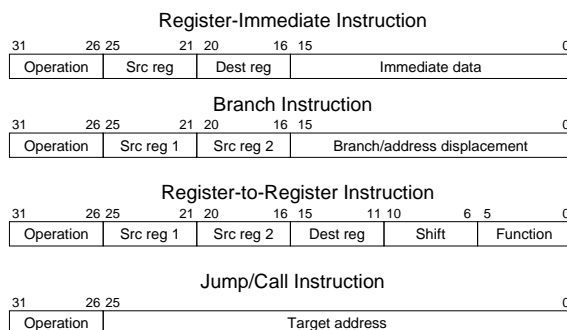 Register-Immediate Instruction
31 26 25 21 20 16 15 0
Operation Src reg Dest reg Immediate data
Branch Instruction
31 26 25 21 20 16 15 0
Operation Src reg 1 Src reg 2 Branch/address displacement
Register-to-Register Instruction
31 26 25 21 20 16 15 11 10 6 5 0
Operation Src reg 1 Src reg 2 Dest reg Shift Function
Jump/Call Instruction
31 26 25 0
Operation Target address